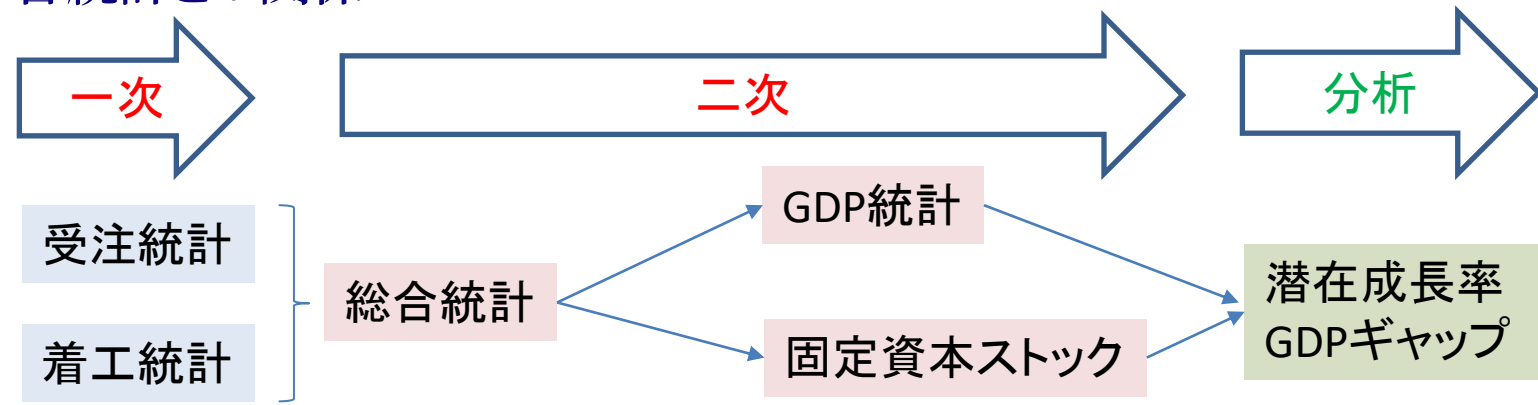 一次
二次
分析
受注統計
着工統計
総合統計
GDP統計
固定資本ストック
潜在成長率
GDPギャップ